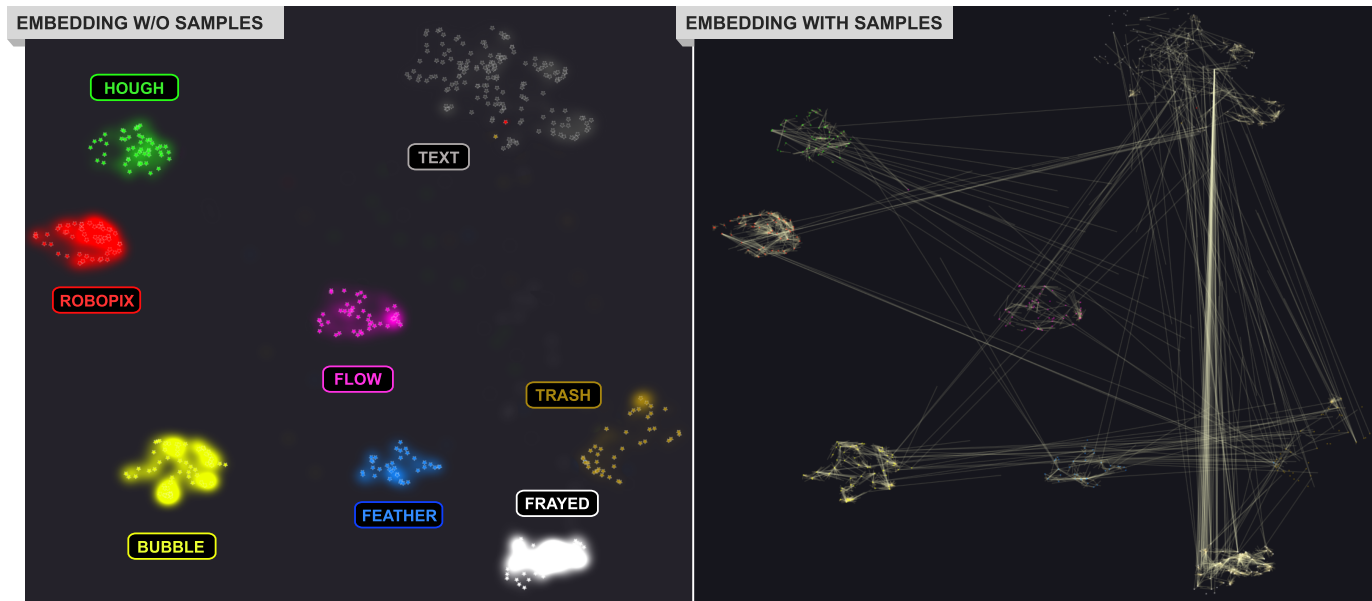 EMBEDDING W/O SAMPLES
EMBEDDING WITH SAMPLES
HOUGH
TEXT
ROBOPIX
FLOW
TRASH
FRAYED
FEATHER
BUBBLE